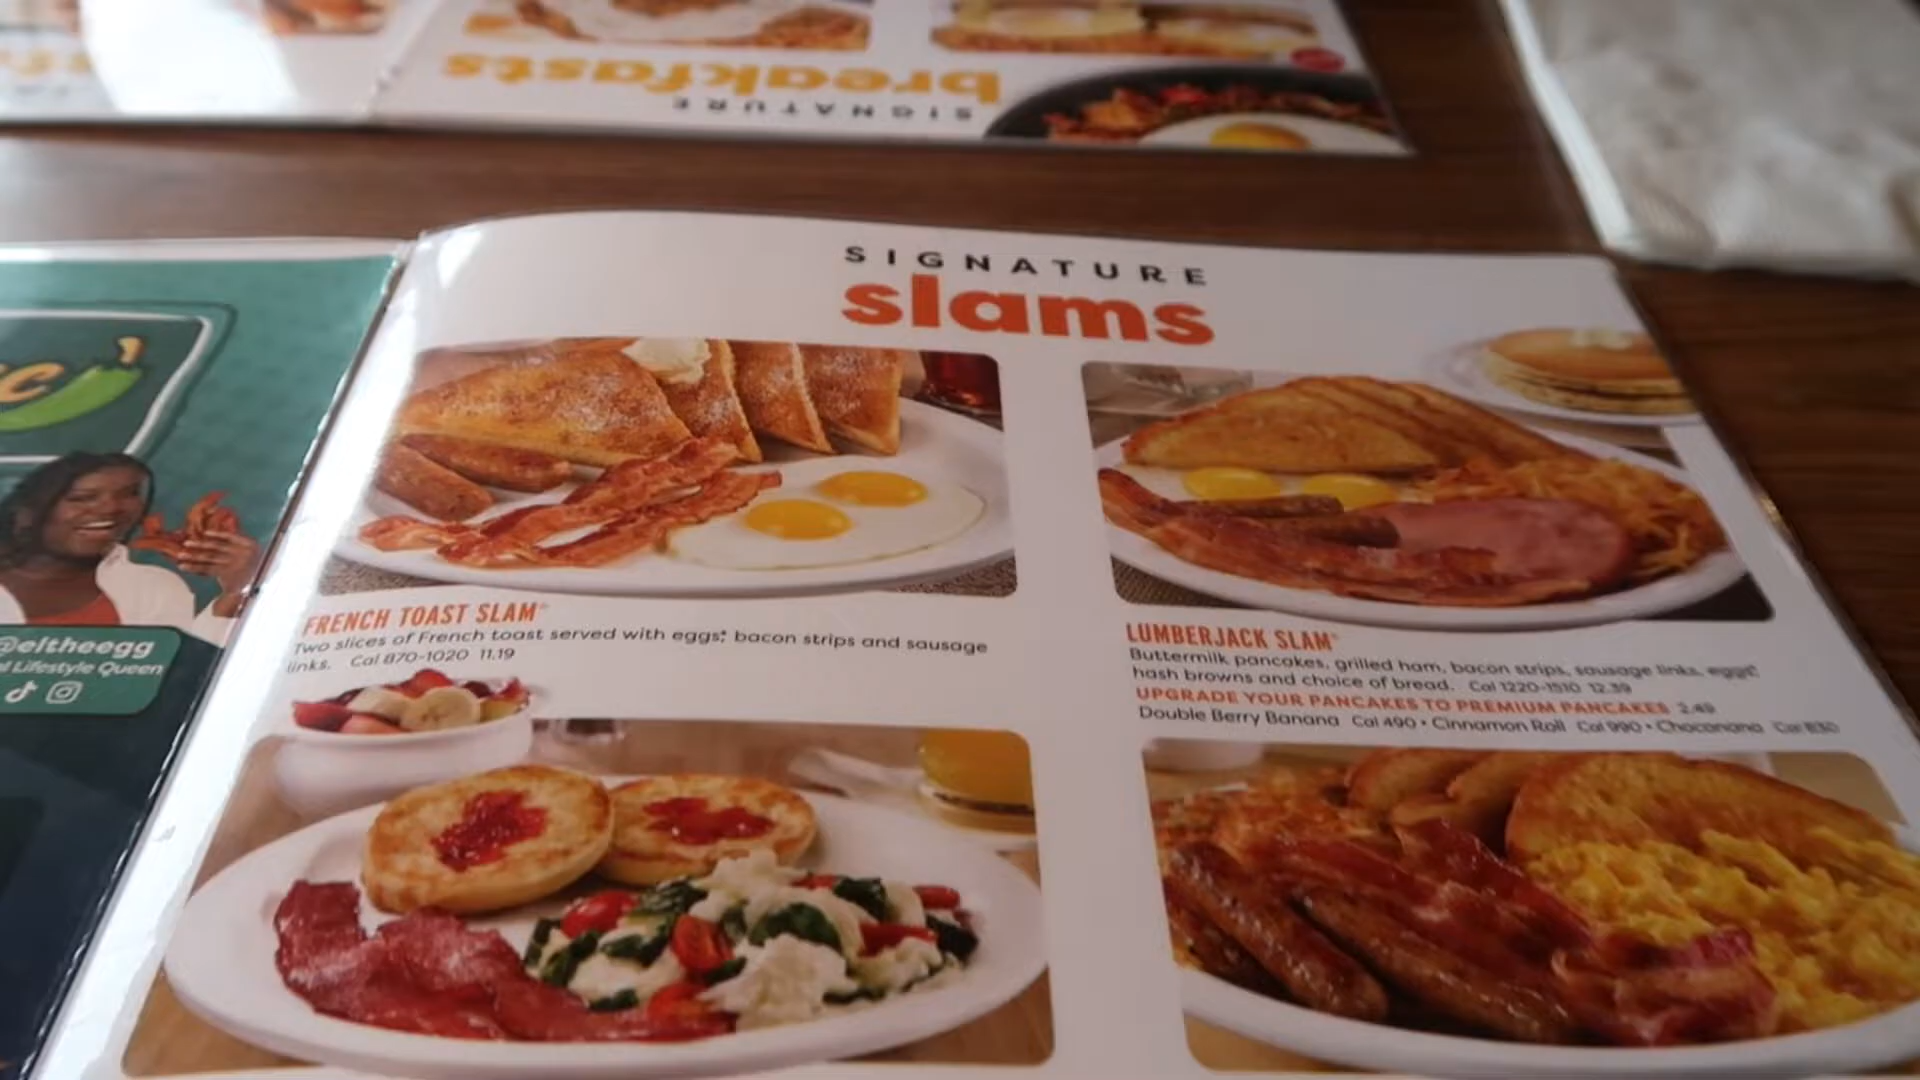 breakfasts
SIGNATURE
SIGNATURE
slams
@eltheegg
l Lifestyle Queen
FRENCH TOAST SLAM®
Two slices of French toast served with eggs,* bacon strips and sausage
links. Cal 870-1020 11.19
LUMBERJACK SLAM®
Buttermilk pancakes, grilled ham, bacon strips, sausage links, eggs,*
hash browns and choice of bread. Cal 1220-1510 12.39
UPGRADE YOUR PANCAKES TO PREMIUM PANCAKES 2.49
Double Berry Banana Cal 490 • Cinnamon Roll Cal 990 • Choconana Cal